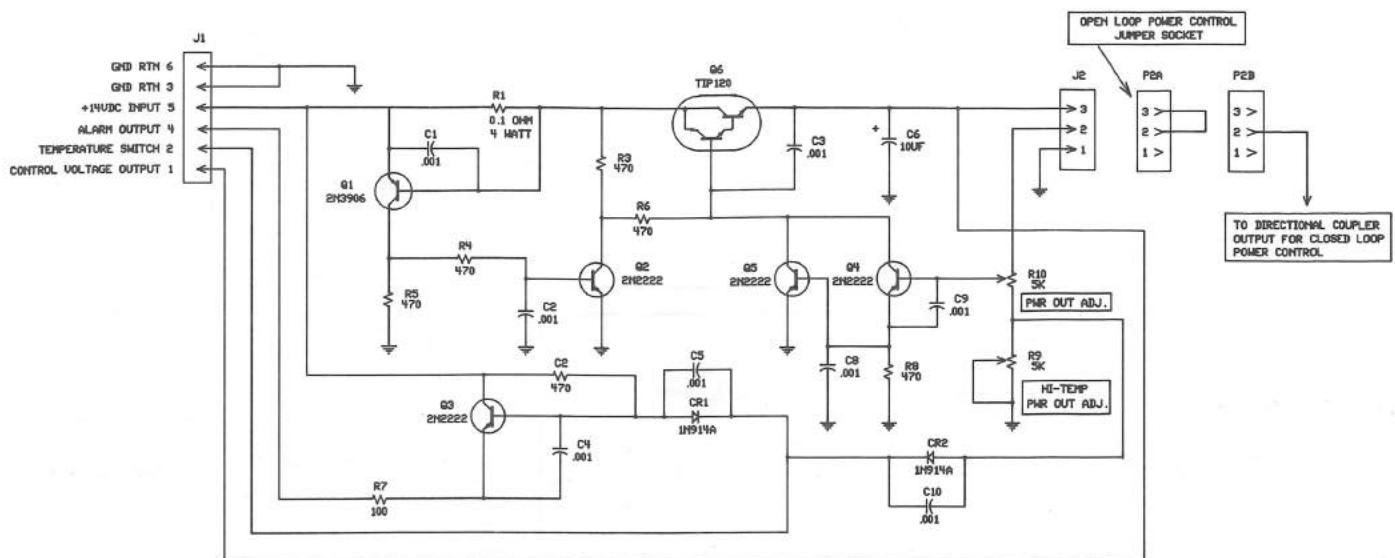 OPEN LOOP POWER CONTROL
JUMPER SOCKET
J1
GND RTN 6
GND RTN 3
+14VDC INPUT 5
ALARM OUTPUT 4
TEMPERATURE SWITCH 2
CONTROL VOLTAGE OUTPUT 1
R1
0.1 OHM
4 WATT
C1
.001
Q1
2N3906
Q6
TIP120
R3
470
C3
.001
+
C6
10UF
J2
3
2
1
P2A
3 >
2 >
1 >
P2B
3 >
2 >
1 >
TO DIRECTIONAL COUPLER
OUTPUT FOR CLOSED LOOP
POWER CONTROL
R6
470
R4
470
R5
470
C2
.001
Q2
2N2222
Q5
2N2222
Q4
2N2222
C9
.001
R10
5K
PWR OUT ADJ.
C8
.001
R8
470
R9
5K
HI-TEMP
PWR OUT ADJ.
C2
470
Q3
2N2222
C5
.001
CR1
1N914A
C4
.001
R7
100
CR2
1N914A
C10
.001